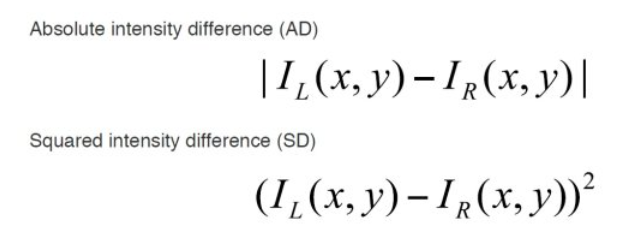 Absolute intensity difference (AD)
|I_L(x, y) − I_R(x, y)|
Squared intensity difference (SD)
(I_L(x, y) − I_R(x, y))²